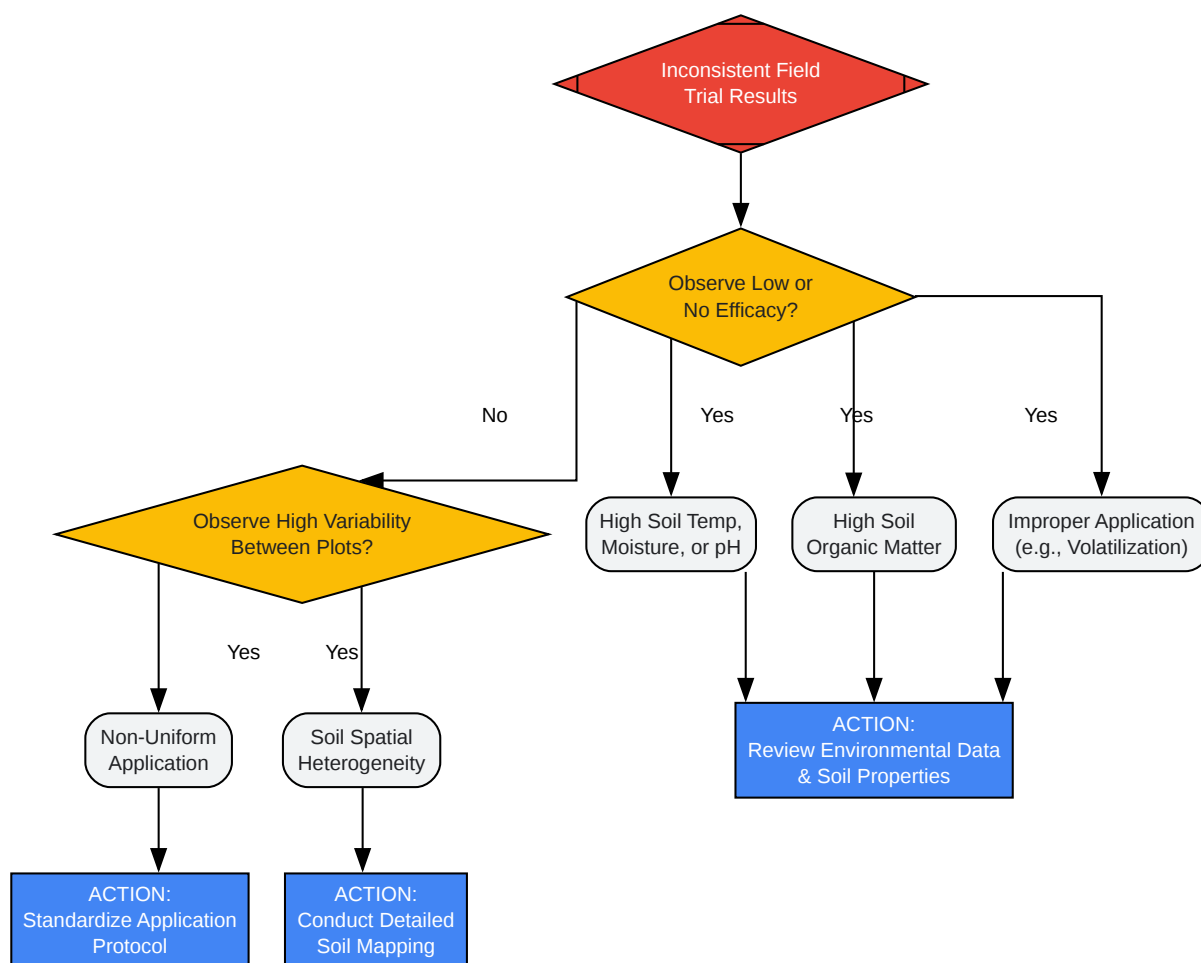 Inconsistent Field
Trial Results
Observe Low or
No Efficacy?
No
Yes
Yes
Yes
Observe High Variability
Between Plots?
High Soil Temp,
Moisture, or pH
High Soil
Organic Matter
Improper Application
(e.g., Volatilization)
Yes
Yes
Non-Uniform
Application
Soil Spatial
Heterogeneity
ACTION:
Review Environmental Data
& Soil Properties
ACTION:
Standardize Application
Protocol
ACTION:
Conduct Detailed
Soil Mapping